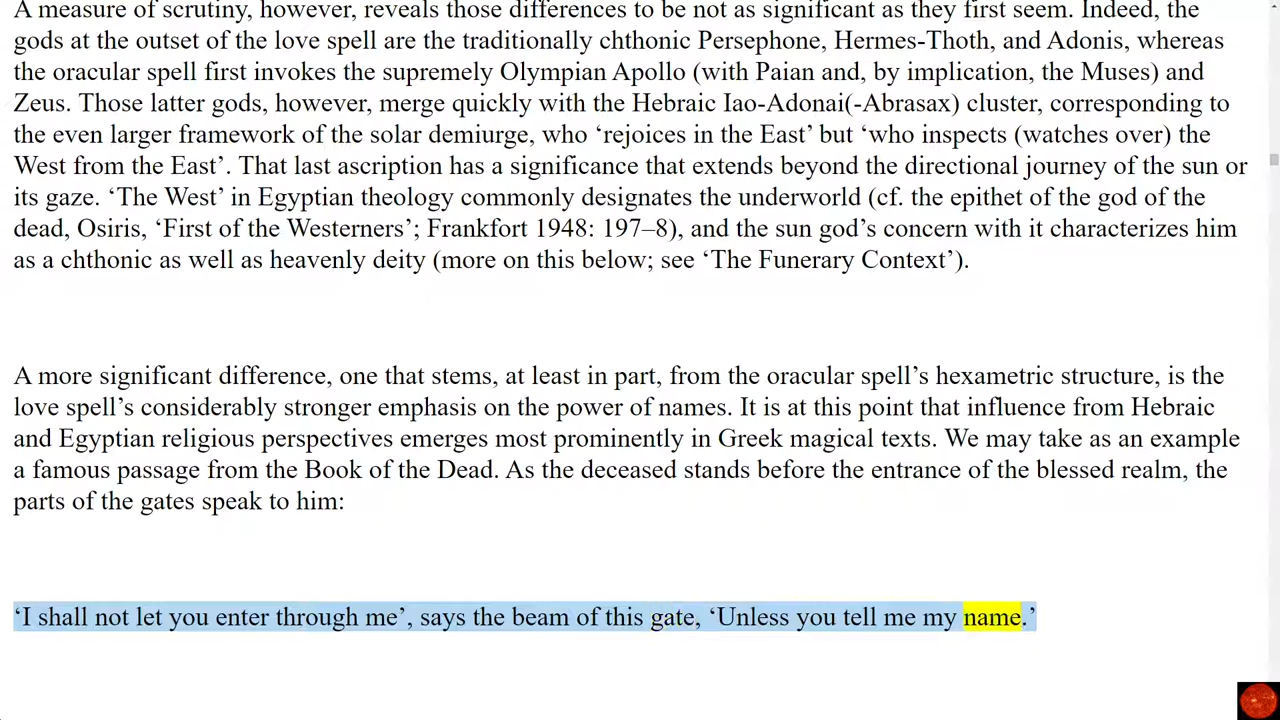 A measure of scrutiny, however, reveals those differences to be not as significant as they first seem. Indeed, the
gods at the outset of the love spell are the traditionally chthonic Persephone, Hermes-Thoth, and Adonis, whereas
the oracular spell first invokes the supremely Olympian Apollo (with Paian and, by implication, the Muses) and
Zeus. Those latter gods, however, merge quickly with the Hebraic Iao-Adonai(-Abrasax) cluster, corresponding to
the even larger framework of the solar demiurge, who ‘rejoices in the East’ but ‘who inspects (watches over) the
West from the East’. That last ascription has a significance that extends beyond the directional journey of the sun or
its gaze. ‘The West’ in Egyptian theology commonly designates the underworld (cf. the epithet of the god of the
dead, Osiris, ‘First of the Westerners’; Frankfort 1948: 197–8), and the sun god’s concern with it characterizes him
as a chthonic as well as heavenly deity (more on this below; see ‘The Funerary Context’).
A more significant difference, one that stems, at least in part, from the oracular spell’s hexametric structure, is the
love spell’s considerably stronger emphasis on the power of names. It is at this point that influence from Hebraic
and Egyptian religious perspectives emerges most prominently in Greek magical texts. We may take as an example
a famous passage from the Book of the Dead. As the deceased stands before the entrance of the blessed realm, the
parts of the gates speak to him:
‘I shall not let you enter through me’, says the beam of this gate, ‘Unless you tell me my name.’